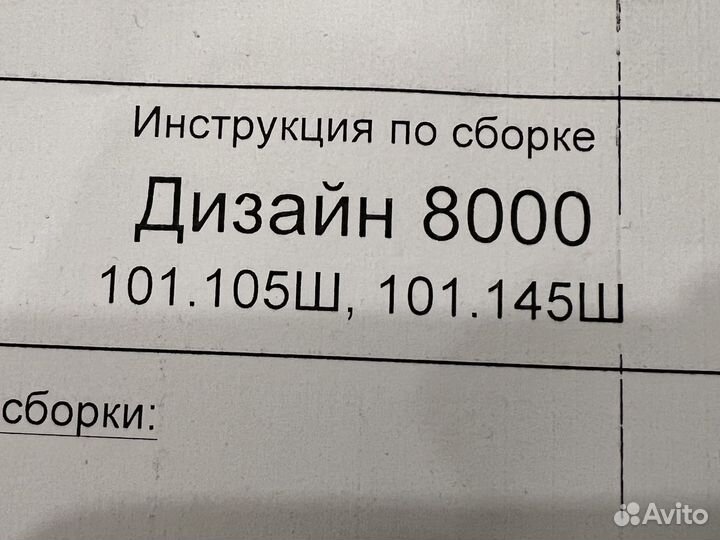 Инструкция по сборке
Дизайн 8000
101.105Ш, 101.145Ш
сборки:
Avito